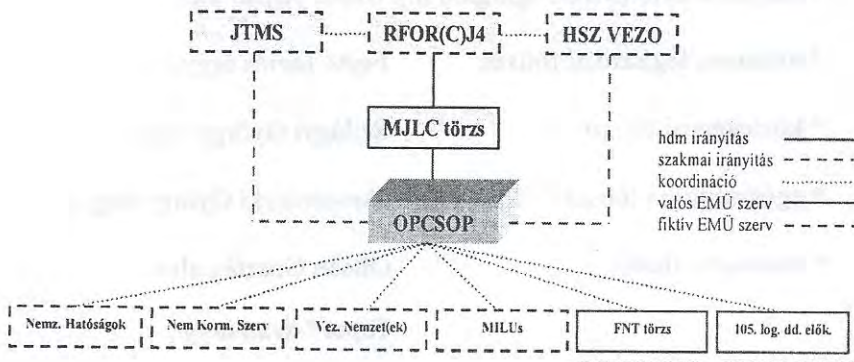 JTMS
RFOR(C)J4
HSZ VEZO
MJLC törzs
OPCSOP
hdm irányítás
szakmai irányítás
koordináció
valós EMÜ szerv
fiktív EMÜ szerv
Nemz. Hatóságok
Nem Korm. Szerv
Vez. Nemzet(ek)
MILUs
FNT törzs
105. log. dd. elők.